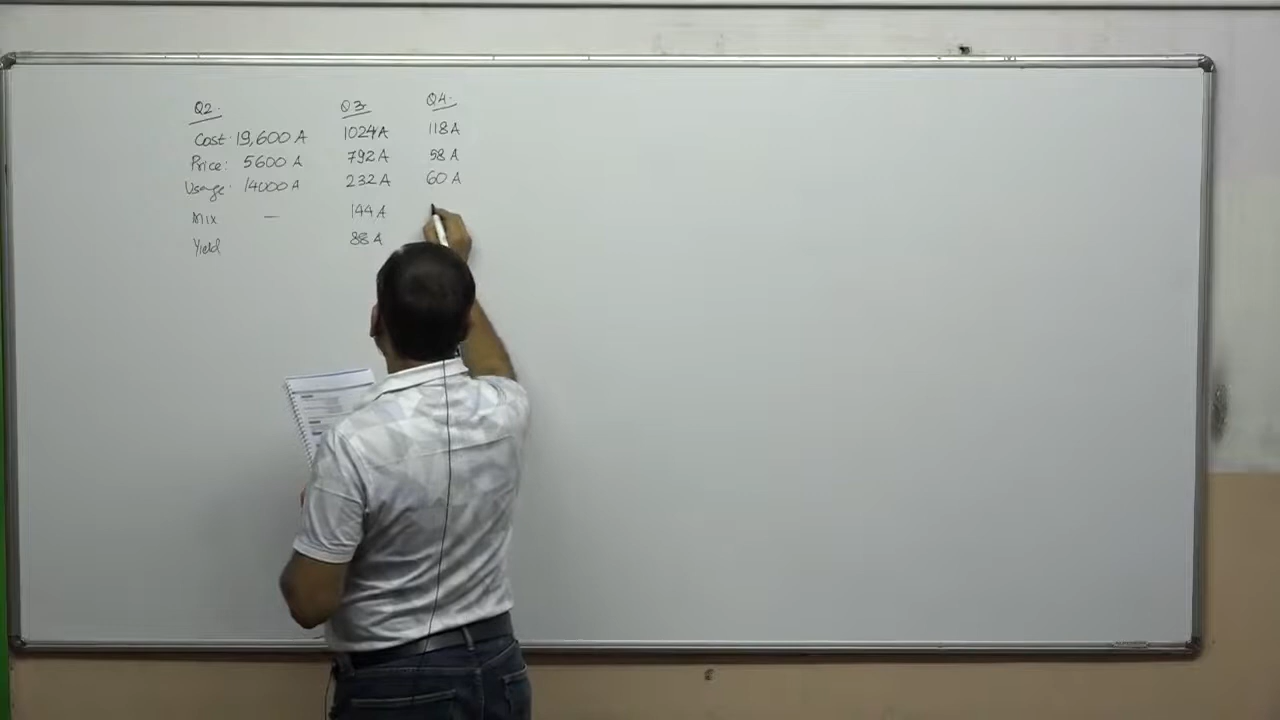 Q2. Q3. Q4.
Cost: 19,600 A 1024 A 118 A
Price: 5600 A 792 A 58 A
Usage: 14000 A 232 A 60 A
Mix — 144 A
Yield 88 A